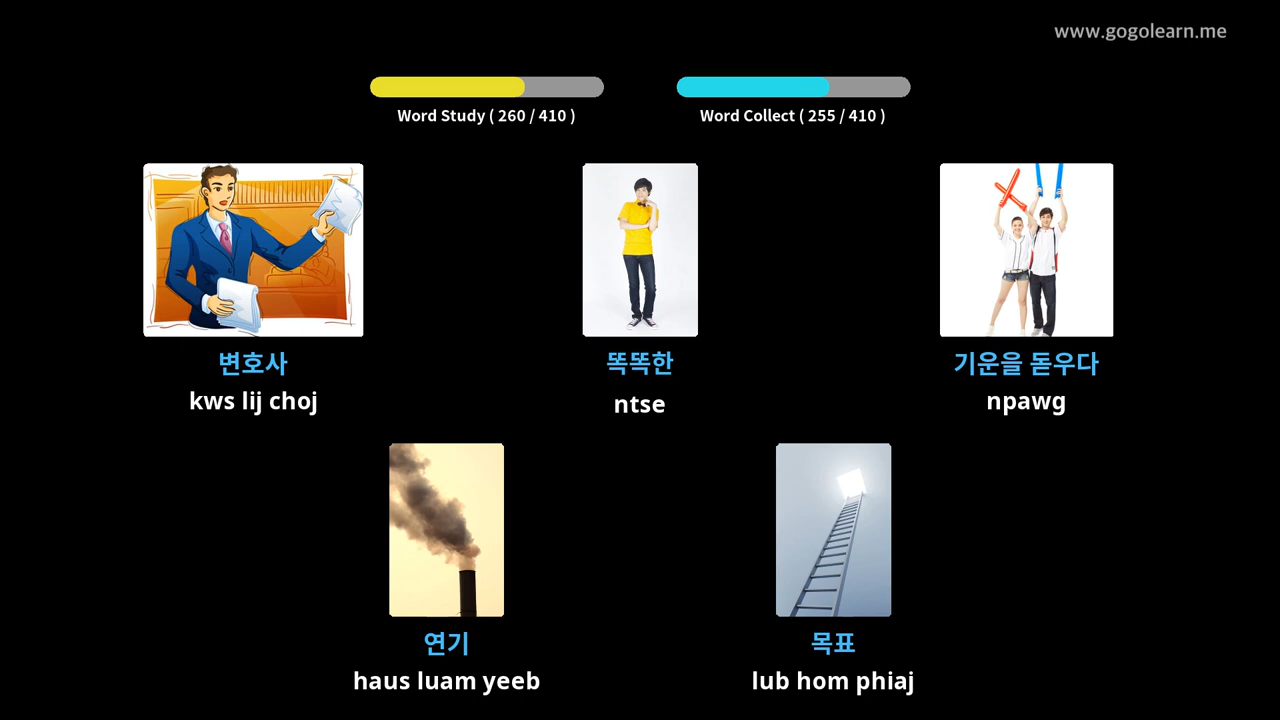 www.gogolearn.me
Word Study ( 260 / 410 )
Word Collect ( 255 / 410 )
변호사
kws lij choj
똑똑한
ntse
기운을 돋우다
npawg
연기
haus luam yeeb
목표
lub hom phiaj